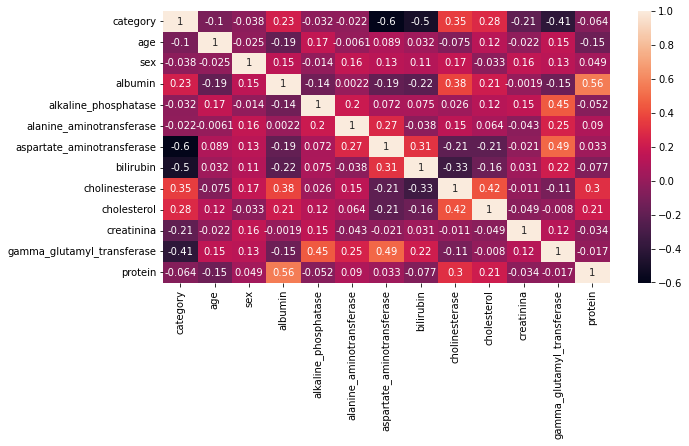 category 1 -0.1 -0.038 0.23 -0.032 -0.022 -0.6 -0.5 0.35 0.28 -0.21 -0.41 -0.064
age -0.1 1 -0.025 -0.19 0.17 -0.0061 0.089 0.032 -0.075 0.12 -0.022 0.15 -0.15
sex -0.038 -0.025 1 0.15 -0.014 0.16 0.13 0.11 0.17 -0.033 0.16 0.13 0.049
albumin 0.23 -0.19 0.15 1 -0.14 0.0022 -0.19 -0.22 0.38 0.21 -0.0019 -0.15 0.56
alkaline_phosphatase -0.032 0.17 -0.014 -0.14 1 0.2 0.072 0.075 0.026 0.12 0.15 0.45 -0.052
alanine_aminotransferase -0.022 -0.0061 0.16 0.0022 0.2 1 0.27 -0.038 0.15 0.064 -0.043 0.25 0.09
aspartate_aminotransferase -0.6 0.089 0.13 -0.19 0.072 0.27 1 0.31 -0.21 -0.21 -0.021 0.49 0.033
bilirubin -0.5 0.032 0.11 -0.22 0.075 -0.038 0.31 1 -0.33 -0.16 0.031 0.22 -0.077
cholinesterase 0.35 -0.075 0.17 0.38 0.026 0.15 -0.21 -0.33 1 0.42 -0.011 -0.11 0.3
cholesterol 0.28 0.12 -0.033 0.21 0.12 0.064 -0.21 -0.16 0.42 1 -0.049 -0.008 0.21
creatinina -0.21 -0.022 0.16 -0.0019 0.15 -0.043 -0.021 0.031 -0.011 -0.049 1 0.12 -0.034
gamma_glutamyl_transferase -0.41 0.15 0.13 -0.15 0.45 0.25 0.49 0.22 -0.11 -0.008 0.12 1 -0.017
protein -0.064 -0.15 0.049 0.56 -0.052 0.09 0.033 -0.077 0.3 0.21 -0.034 -0.017 1
category
age
sex
albumin
alkaline_phosphatase
alanine_aminotransferase
aspartate_aminotransferase
bilirubin
cholinesterase
cholesterol
creatinina
gamma_glutamyl_transferase
protein
1.0
0.8
0.6
0.4
0.2
0.0
-0.2
-0.4
-0.6